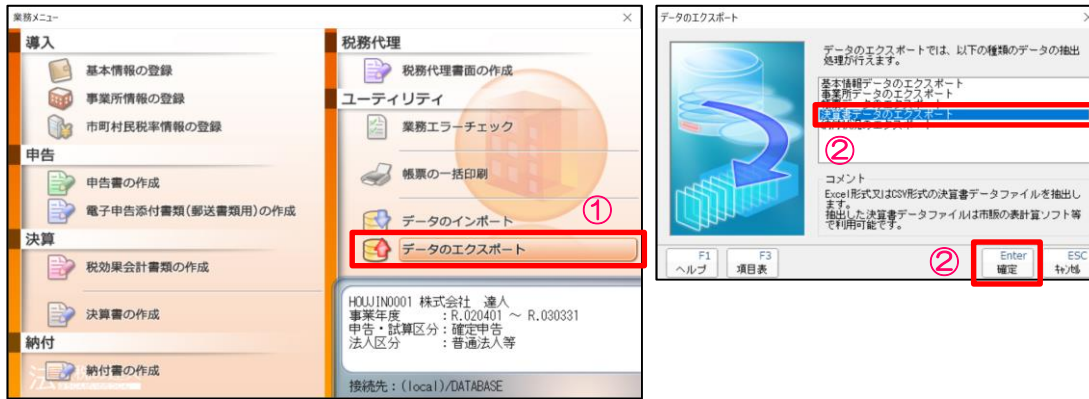 業務メニュー
導入
基本情報の登録
事業所情報の登録
市町村民税率情報の登録
申告
申告書の作成
電子申告添付書類(郵送書類用)の作成
決算
税効果会計書類の作成
決算書の作成
納付
納付書の作成
税務代理
税務代理書面の作成
ユーティリティ
業務エラーチェック
帳票の一括印刷
①
データのインポート
データのエクスポート
HOUJIN0001 株式会社 達人
事業年度 :R.020401 ~ R.030331
申告・試算区分:確定申告
法人区分 :普通法人等
接続先:(local)/DATABASE
データのエクスポート
データのエクスポートでは、以下の種類のデータの抽出
処理が行えます。
基本情報データのエクスポート
事業所データのエクスポート
決算書データのエクスポート
②
コメント
Excel形式又はCSV形式の決算書データファイルを抽出し
ます。
抽出した決算書データファイルは市販の表計算ソフト等
で利用可能です。
F1
ヘルプ
F3
項目表
②
Enter
確定
ESC
キャンセル